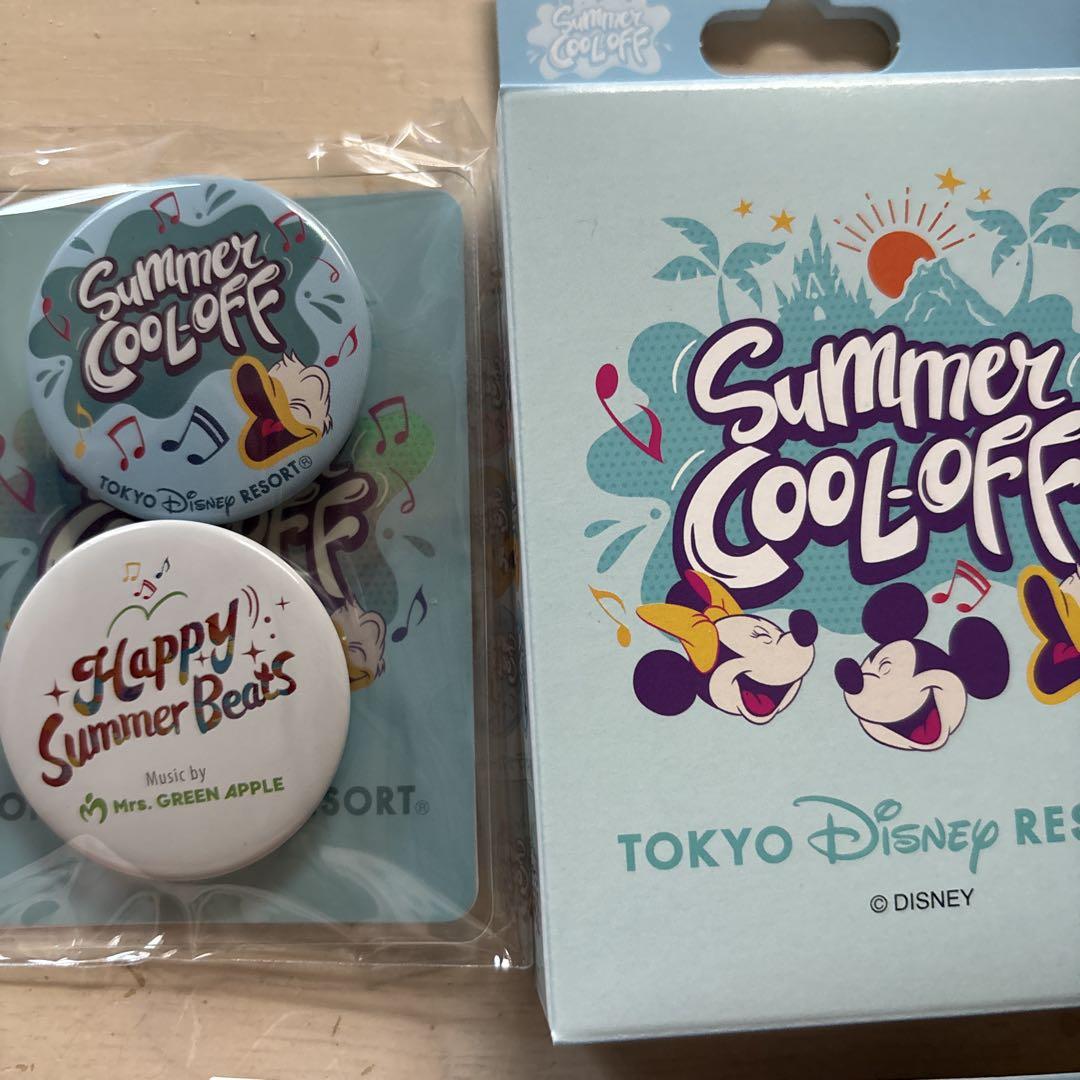 Summer
COOL-OFF
Summer
COOL-OFF
TOKYO Disney RESORT®
Happy
Summer Beats
Music by
Mrs. GREEN APPLE
SORT®
Summer
COOL-OFF
TOKYO Disney RES
© DISNEY